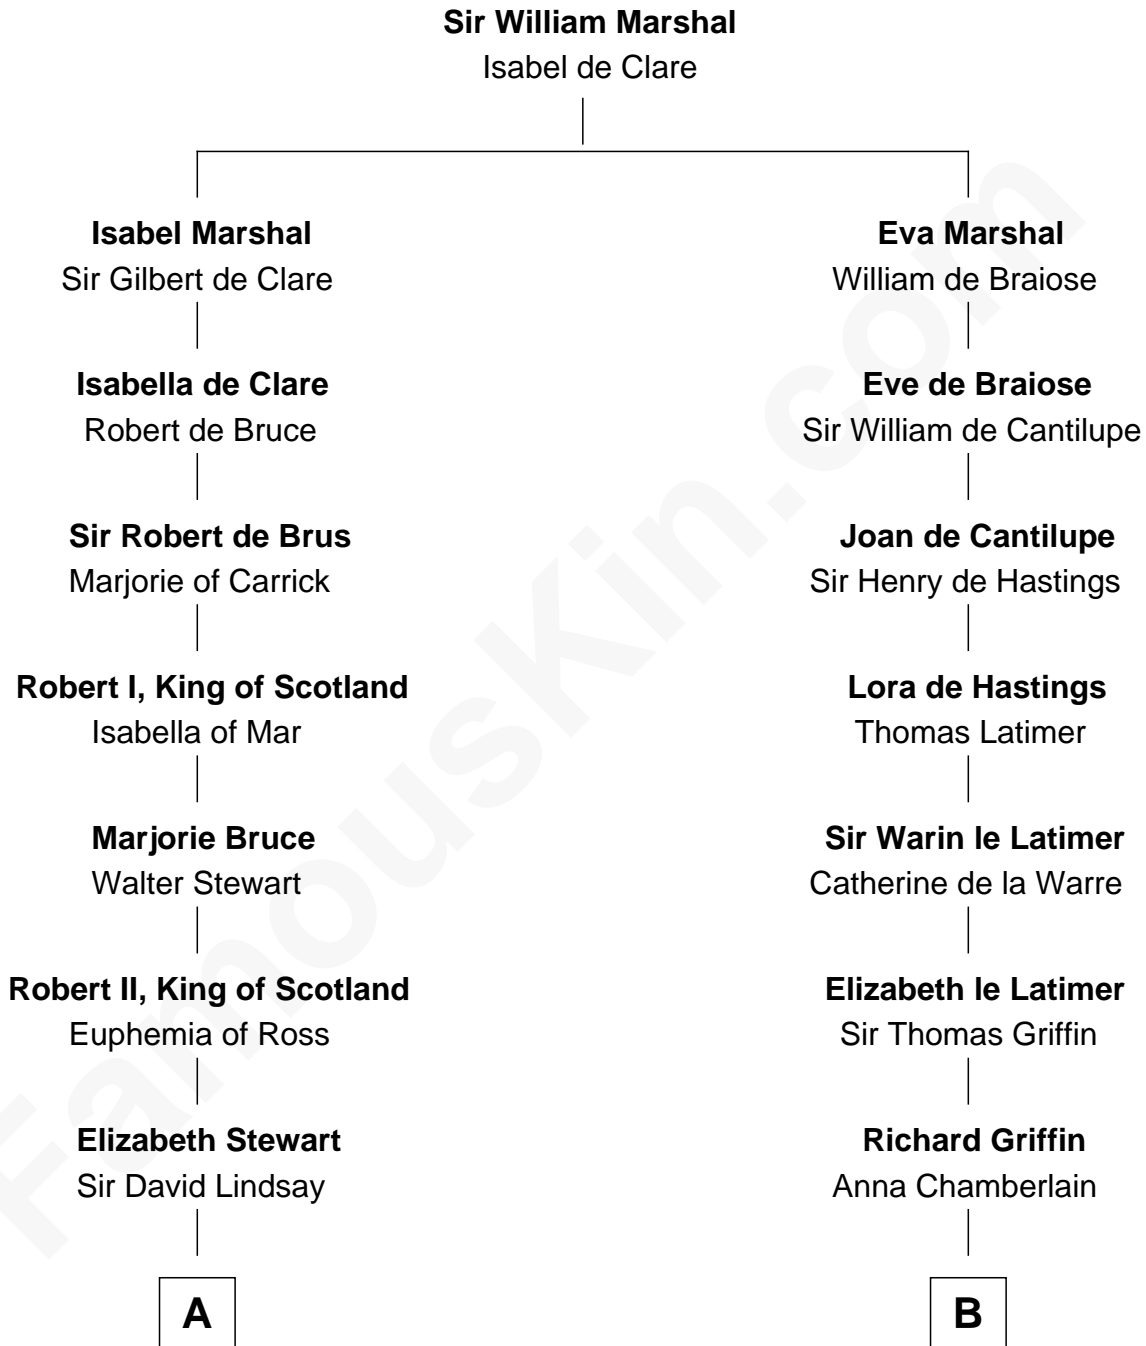 Sir William Marshal
Isabel de Clare
Isabel Marshal
Sir Gilbert de Clare
Eva Marshal
William de Braiose
Isabella de Clare
Robert de Bruce
Eve de Braiose
Sir William de Cantilupe
Sir Robert de Brus
Marjorie of Carrick
Joan de Cantilupe
Sir Henry de Hastings
Robert I, King of Scotland
Isabella of Mar
Lora de Hastings
Thomas Latimer
Marjorie Bruce
Walter Stewart
Sir Warin le Latimer
Catherine de la Warre
Robert II, King of Scotland
Euphemia of Ross
Elizabeth le Latimer
Sir Thomas Griffin
Elizabeth Stewart
Sir David Lindsay
Richard Griffin
Anna Chamberlain
A
B
FamousKin.com